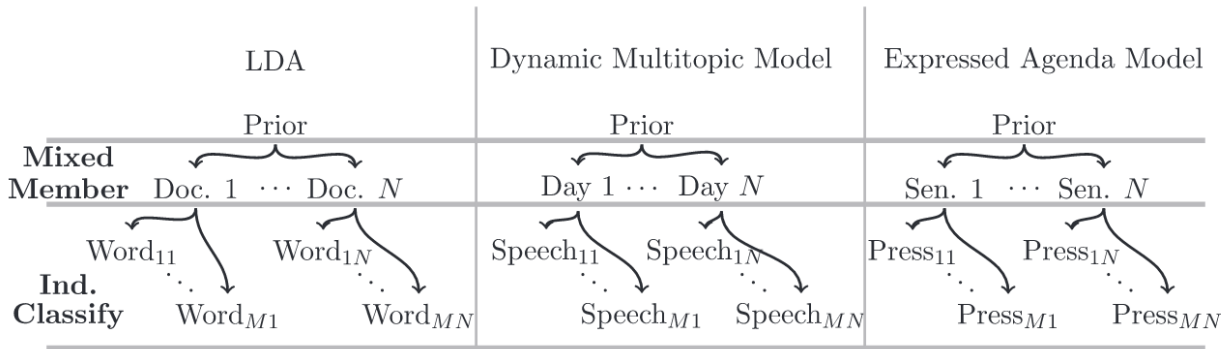 LDA Dynamic Multitopic Model Expressed Agenda Model
Prior Prior Prior
Mixed
Member Doc. 1 ⋯ Doc. N Day 1 ⋯ Day N Sen. 1 ⋯ Sen. N
Word₁₁ Word₁N Speech₁₁ Speech₁N Press₁₁ Press₁N
⋱ ⋱ ⋱ ⋱ ⋱ ⋱
Ind.
Classify WordM1 WordMN SpeechM1 SpeechMN PressM1 PressMN